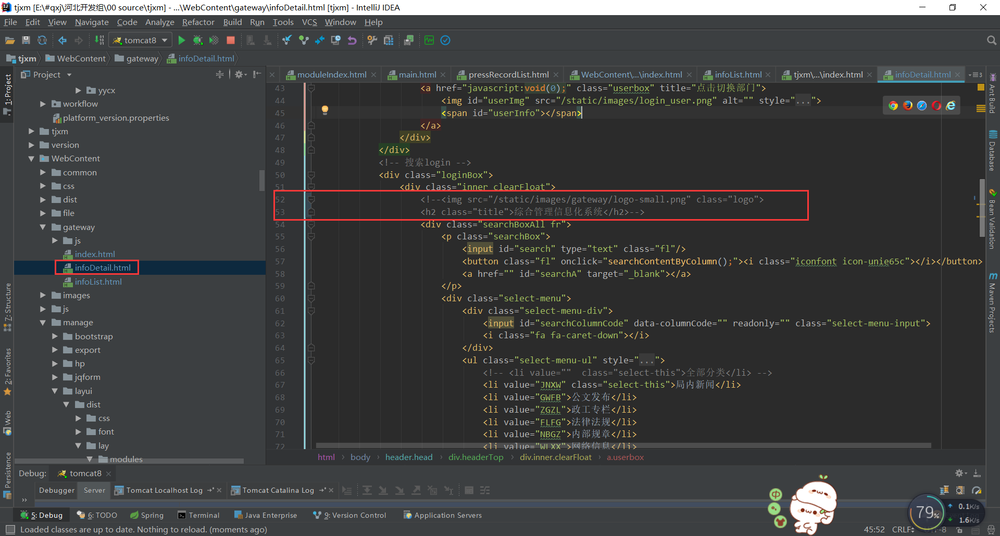 tjxm [E:\#qxj\河北开发组\00 source\tjxm] - ...\WebContent\gateway\infoDetail.html [tjxm] - IntelliJ IDEA
File Edit View Navigate Code Analyze Refactor Build Run Tools VCS Window Help
tomcat8
tjxm WebContent gateway infoDetail.html
Project
moduleIndex.html main.html pressRecordList.html WebContent\...\index.html infoList.html tjxm\...\index.html infoDetail.html
3
1: Project
7: Structure
2: Favorites
Web
Persistence
yycx
workflow
platform_version.properties
tjxm
version
WebContent
common
css
dist
file
gateway
js
index.html
infoDetail.html
infoList.html
images
js
manage
bootstrap
export
hp
jqform
layui
dist
css
font
lay
modules
43 <a href="javascript:void(0);" class="userbox" title="点击切换部门">
44 <img id="userImg" src="/static/images/login_user.png" alt="" style="...">
45 <span id="userInfo"></span>
46 </a>
47 </div>
48 </div>
49 <!-- 搜索login -->
50 <div class="loginBox">
51 <div class="inner clearFloat">
52 <!--<img src="/static/images/gateway/logo-small.png" class="logo">
53 <h2 class="title">综合管理信息化系统</h2>-->
54 <div class="searchBoxAll fr">
55 <p class="searchBox">
56 <input id="search" type="text" class="fl"/>
57 <button class="fl" onclick="searchContentByColumn();"><i class="iconfont icon-unie65c"></i></button>
58 <a href="" id="searchA" target="_blank"></a>
59 </p>
60 <div class="select-menu">
61 <div class="select-menu-div">
62 <input id="searchColumnCode" data-columnCode="" readonly="" class="select-menu-input">
63 <i class="fa fa-caret-down"></i>
64 </div>
65 <ul class="select-menu-ul" style="...">
66 <!-- <li value=""  class="select-this">全部分类</li> -->
67 <li value="JNXW" class="select-this">局内新闻</li>
68 <li value="GWFB">公文发布</li>
69 <li value="ZGZL">政工专栏</li>
70 <li value="FLFG">法律法规</li>
71 <li value="NBGZ">内部规章</li>
72 <li value="WLXX">网络信息</li>
Ant Build
Database
Bean Validation
Maven Projects
html body header.head div.headerTop div.inner.clearFloat a.userbox
Debug: tomcat8
Debugger Server Tomcat Localhost Log Tomcat Catalina Log
中
79% 0.1K/s
1.6K/s
5: Debug 6: TODO Spring Terminal Java Enterprise 9: Version Control Application Servers
Loaded classes are up to date. Nothing to reload. (moments ago)
45:52 CRLF